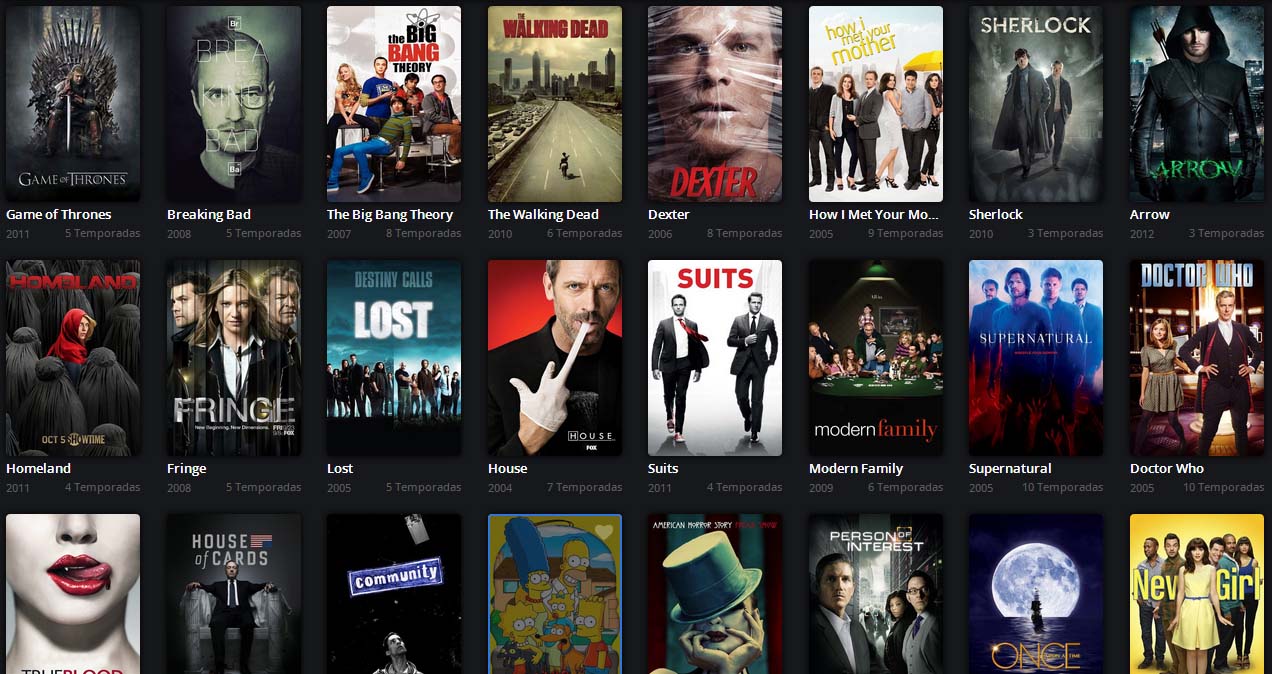 GAME OF THRONES
Game of Thrones
2011 5 Temporadas
Br
BREA
KING
BAD
Ba
Breaking Bad
2008 5 Temporadas
the BIG
BANG
THEORY
The Big Bang Theory
2007 8 Temporadas
THE
WALKING DEAD
The Walking Dead
2010 6 Temporadas
DEXTER
Dexter
2006 8 Temporadas
how i
met your
mother
How I Met Your Mo...
2005 9 Temporadas
SHERLOCK
Sherlock
2010 3 Temporadas
ARROW
Arrow
2012 3 Temporadas
HOMELAND
OCT 5 SHOWTIME
Homeland
2011 4 Temporadas
FRINGE
New Beginning. New Dimensions.
FOX
Fringe
2008 5 Temporadas
DESTINY CALLS
LOST
Lost
2005 5 Temporadas
HOUSE
FOX
House
2004 7 Temporadas
SUITS
Suits
2011 4 Temporadas
modern family
Modern Family
2009 6 Temporadas
SUPERNATURAL
Supernatural
2005 10 Temporadas
DOCTOR WHO
Doctor Who
2005 10 Temporadas
TRUEBLOOD
HOUSE
of CARDS
community
AMERICAN HORROR STORY FREAK SHOW
PERSON OF
INTEREST
ONCE
UPON A TIME
New Girl